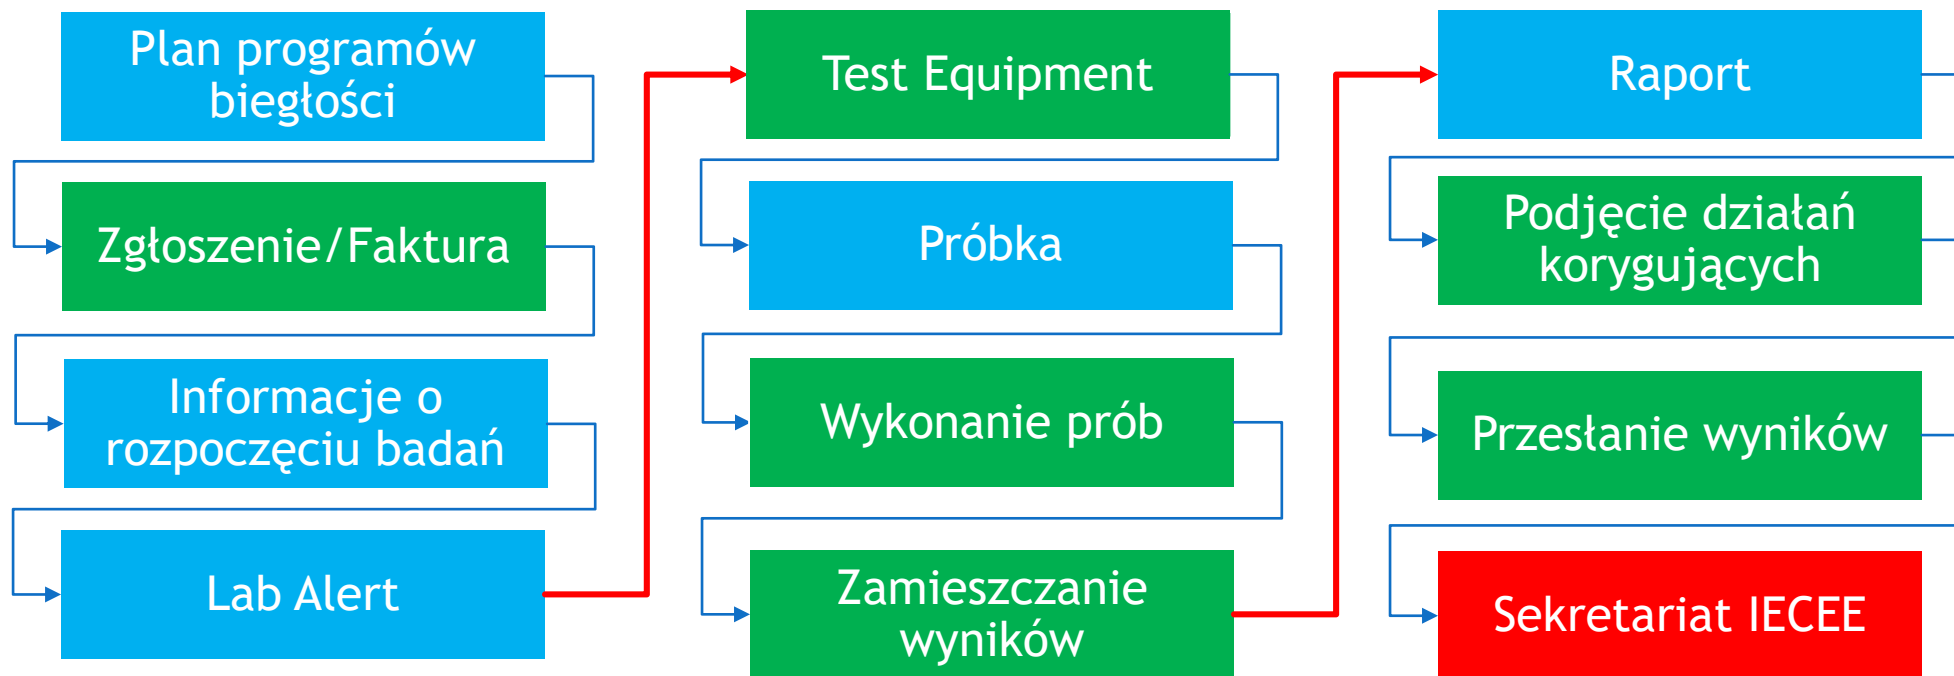 Plan programów
biegłości
Zgłoszenie/Faktura
Informacje o
rozpoczęciu badań
Lab Alert
Test Equipment
Próbka
Wykonanie prób
Zamieszczanie
wyników
Raport
Podjęcie działań
korygujących
Przesłanie wyników
Sekretariat IECEE